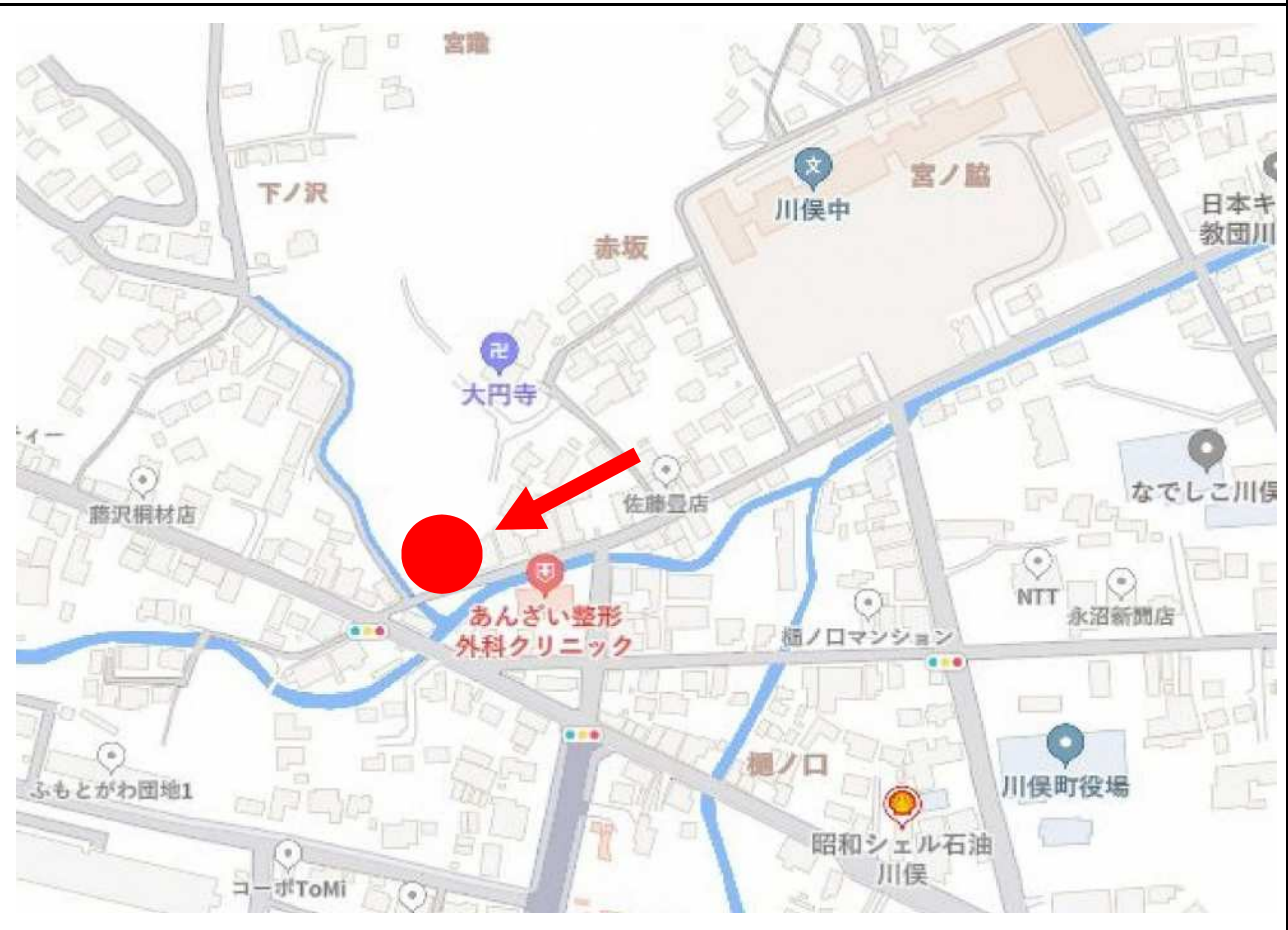 下ノ沢
文
川俣中
宮ノ脇
日本キ
教団川
赤坂
卍
大円寺
ィー
藤沢桐材店
佐藤畳店
なでしこ川俣
NTT
永沼新聞店
あんざい整形
外科クリニック
樋ノ口マンション
樋ノ口
川俣町役場
ふもとがわ団地1
昭和シェル石油
川俣
コーポToMi